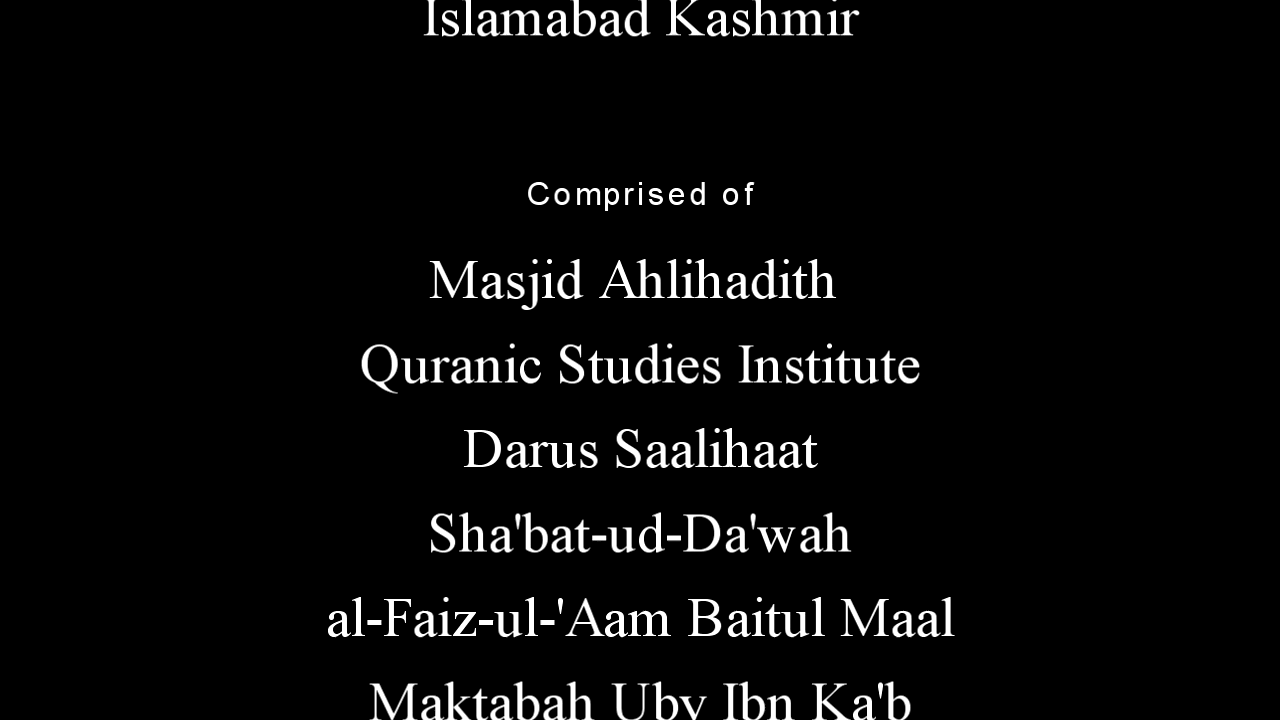 Islamabad Kashmir
Comprised of
Masjid Ahlihadith
Quranic Studies Institute
Darus Saalihaat
Sha'bat-ud-Da'wah
al-Faiz-ul-'Aam Baitul Maal
Maktabah Uby Ibn Ka'b